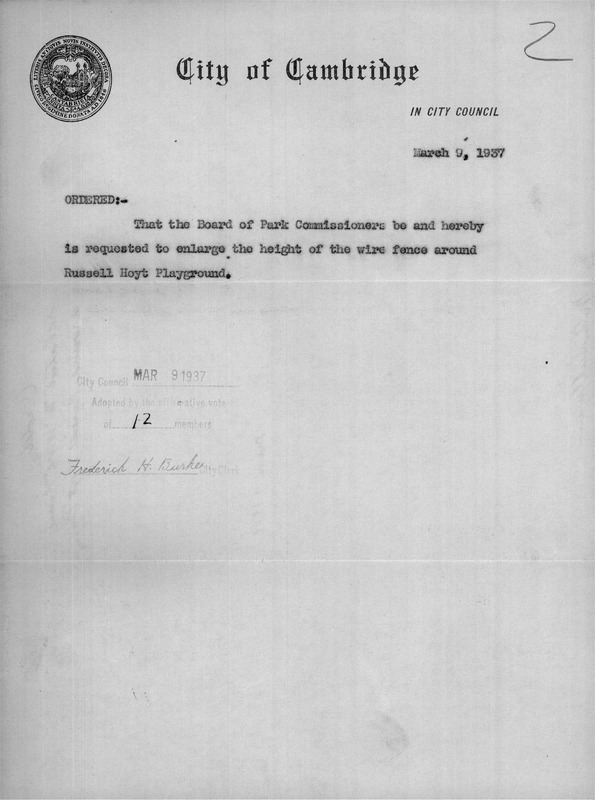 2
City of Cambridge
IN CITY COUNCIL
March 9, 1937
ORDERED:-
That the Board of Park Commissioners be and hereby
is requested to enlarge the height of the wire fence around
Russell Hoyt Playground.
City Council MAR 9 1937
Adopted by the affirmative vote
of 12 members
Frederick H. Burke City Clerk